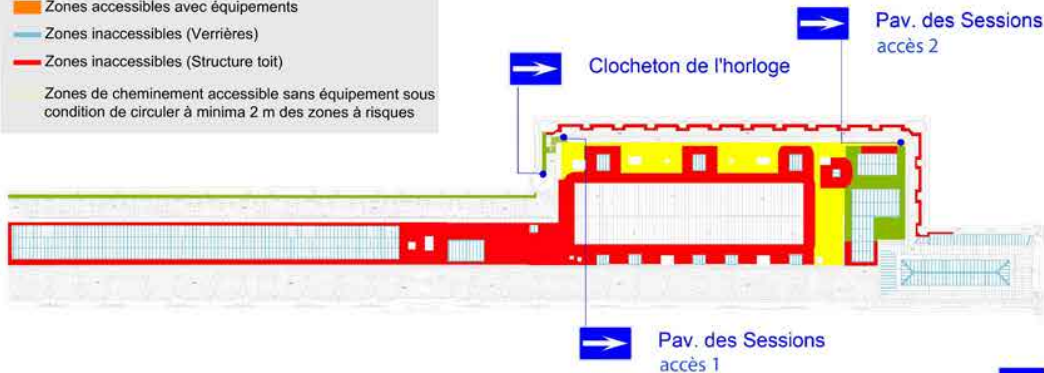 Zones accessibles avec équipements
Zones inaccessibles (Verrières)
Zones inaccessibles (Structure toit)
Zones de cheminement accessible sans équipement sous
condition de circuler à minima 2 m des zones à risques
Pav. des Sessions
accès 2
Clocheton de l'horloge
Pav. des Sessions
accès 1